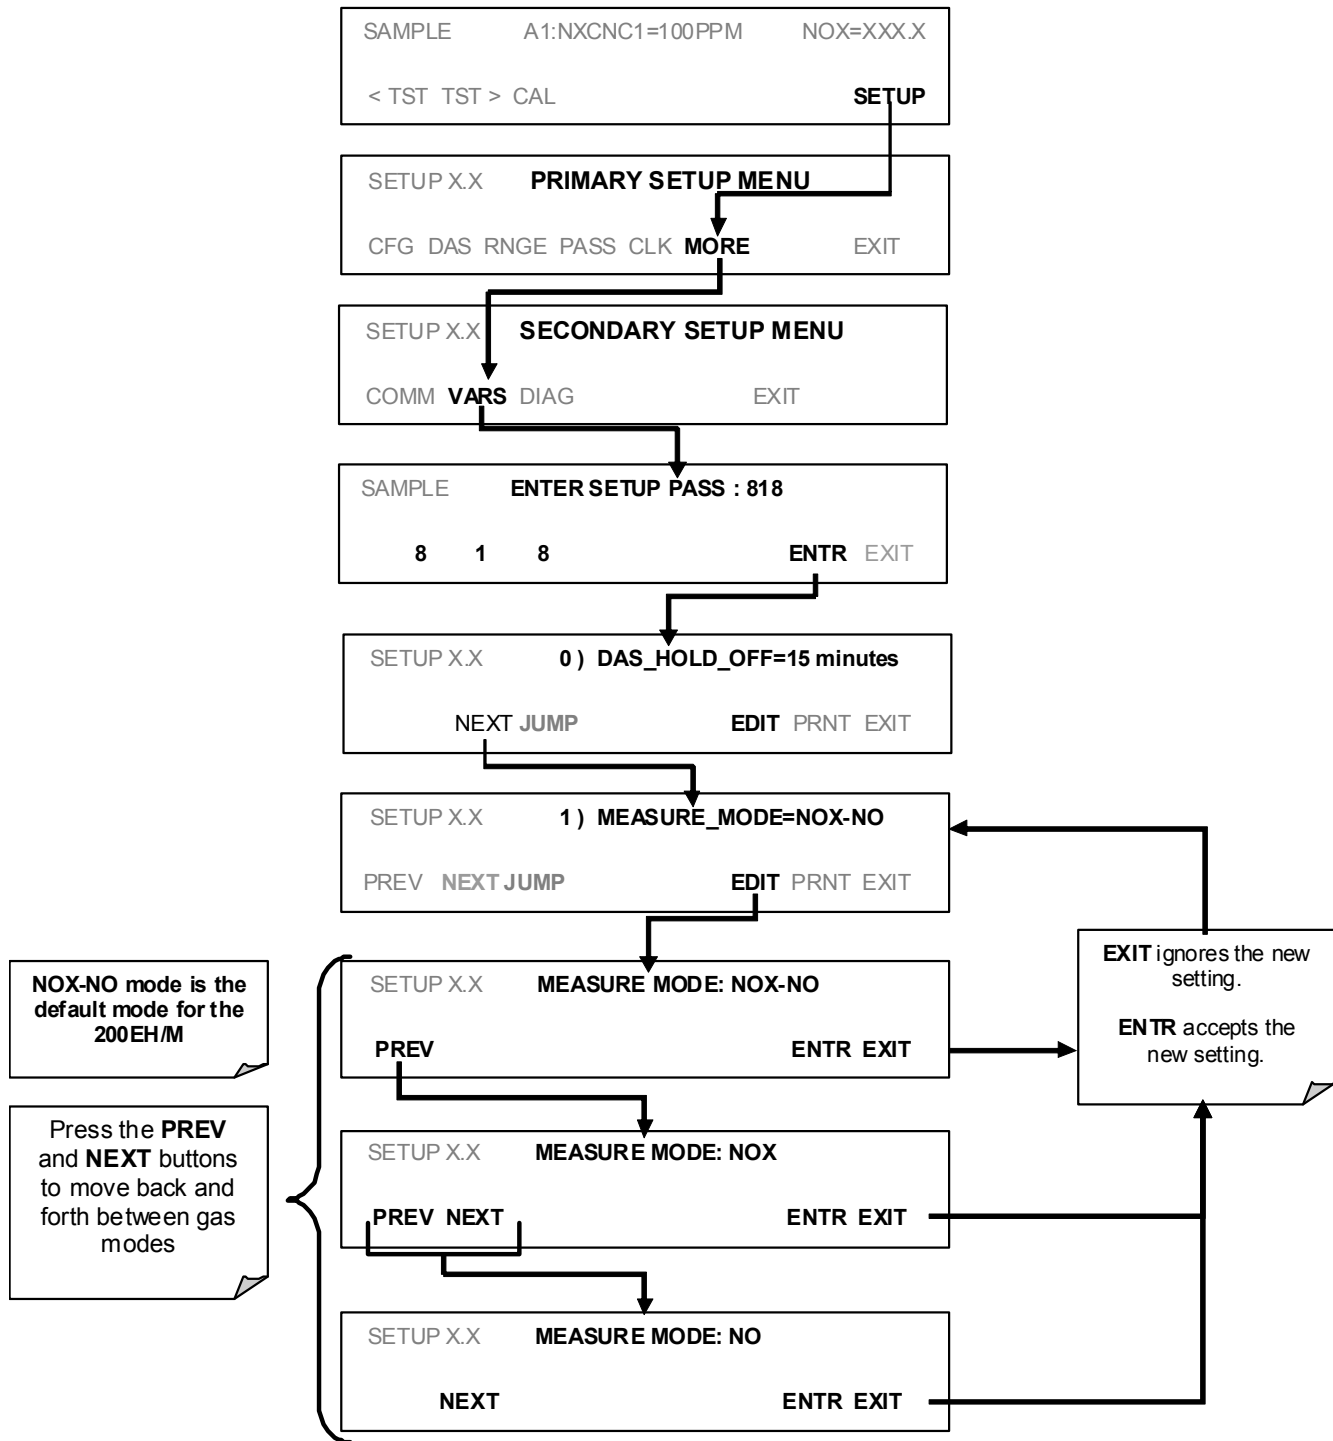 SAMPLE A1:NXCNC1=100PPM NOX=XXX.X
< TST TST > CAL SETUP
SETUP X.X PRIMARY SETUP MENU
CFG DAS RNGE PASS CLK MORE EXIT
SETUP X.X SECONDARY SETUP MENU
COMM VARS DIAG EXIT
SAMPLE ENTER SETUP PASS : 818
8 1 8 ENTR EXIT
SETUP X.X 0 ) DAS_HOLD_OFF=15 minutes
NEXT JUMP EDIT PRNT EXIT
SETUP X.X 1 ) MEASURE_MODE=NOX-NO
PREV NEXT JUMP EDIT PRNT EXIT
NOX-NO mode is the
default mode for the
200EH/M
SETUP X.X MEASURE MODE: NOX-NO
PREV ENTR EXIT
EXIT ignores the new
setting.
ENTR accepts the
new setting.
Press the PREV
and NEXT buttons
to move back and
forth between gas
modes
SETUP X.X MEASURE MODE: NOX
PREV NEXT ENTR EXIT
SETUP X.X MEASURE MODE: NO
NEXT ENTR EXIT